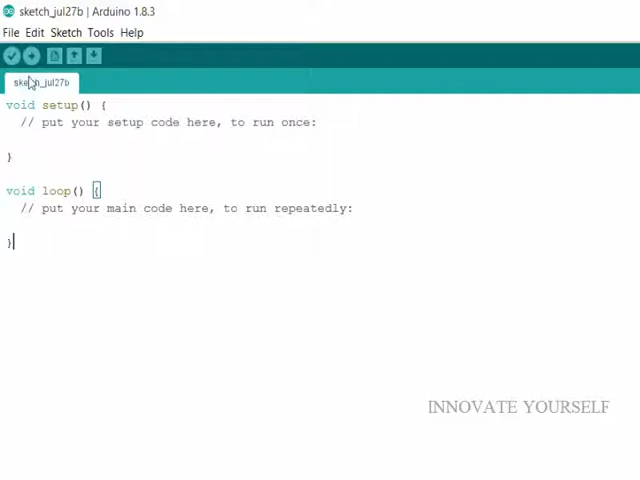 sketch_jul27b | Arduino 1.8.3
File Edit Sketch Tools Help
sketch_jul27b
void setup() {
// put your setup code here, to run once:
}
void loop() {
// put your main code here, to run repeatedly:
}
INNOVATE YOURSELF